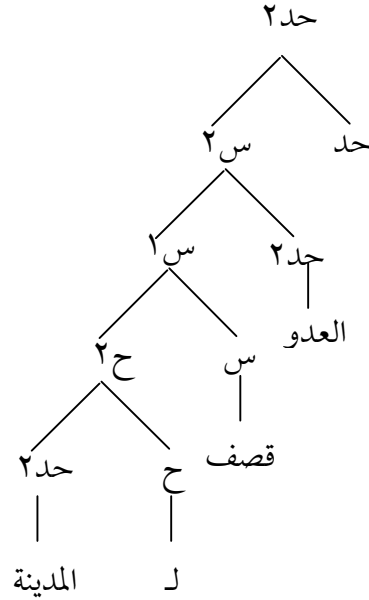 حد٢
حد س٢
حد٢ س١
العدو
س ح٢
قصف
ح حد٢
لـ المدينة